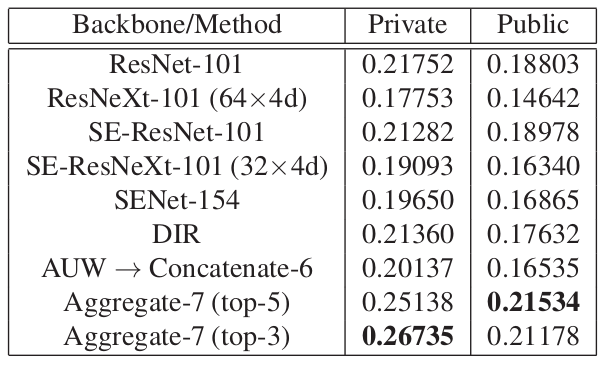 Backbone/Method Private Public
ResNet-101 0.21752 0.18803
ResNeXt-101 (64×4d) 0.17753 0.14642
SE-ResNet-101 0.21282 0.18978
SE-ResNeXt-101 (32×4d) 0.19093 0.16340
SENet-154 0.19650 0.16865
DIR 0.21360 0.17632
AUW → Concatenate-6 0.20137 0.16535
Aggregate-7 (top-5) 0.25138 0.21534
Aggregate-7 (top-3) 0.26735 0.21178